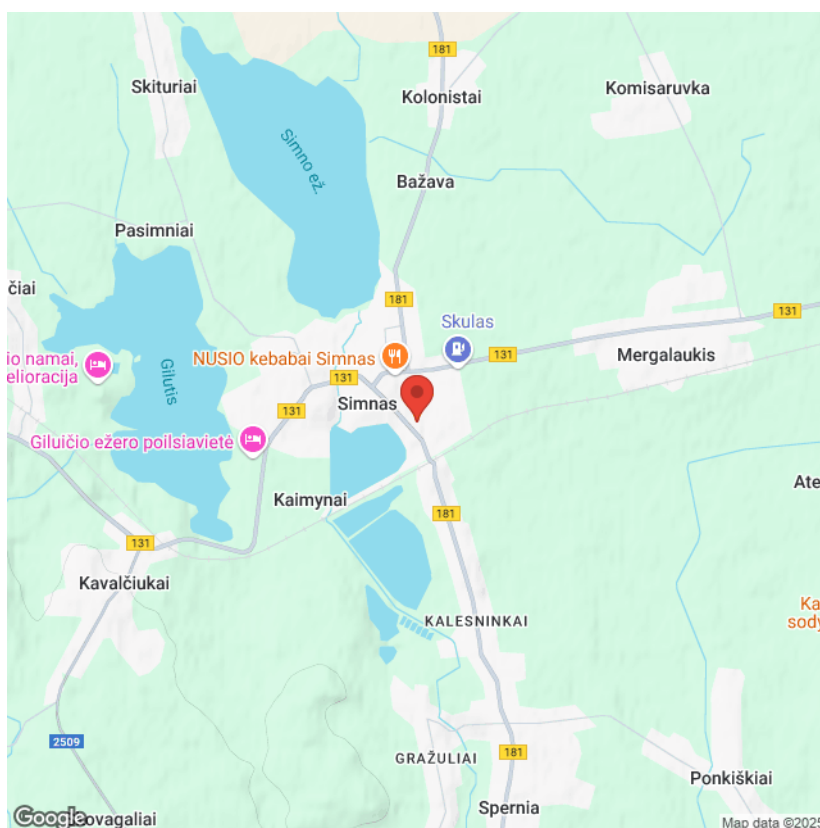 181
Skituriai
Kolonistai
Komisaruvka
Simno ež.
Bažava
Pasimniai
čiai
181
131
Skulas
NUSIO kebabai Simnas
131
Mergalaukis
io namai,
elioracija
Gilutis
131
Simnas
131
Giluičio ežero poilsiavietė
Ate
Kaimynai
181
131
Kavalčiukai
Ka
sody
KALESNINKAI
2509
181
GRAŽULIAI
Ponkiškiai
Spernia
Google
ovagaliai
Map data ©2025